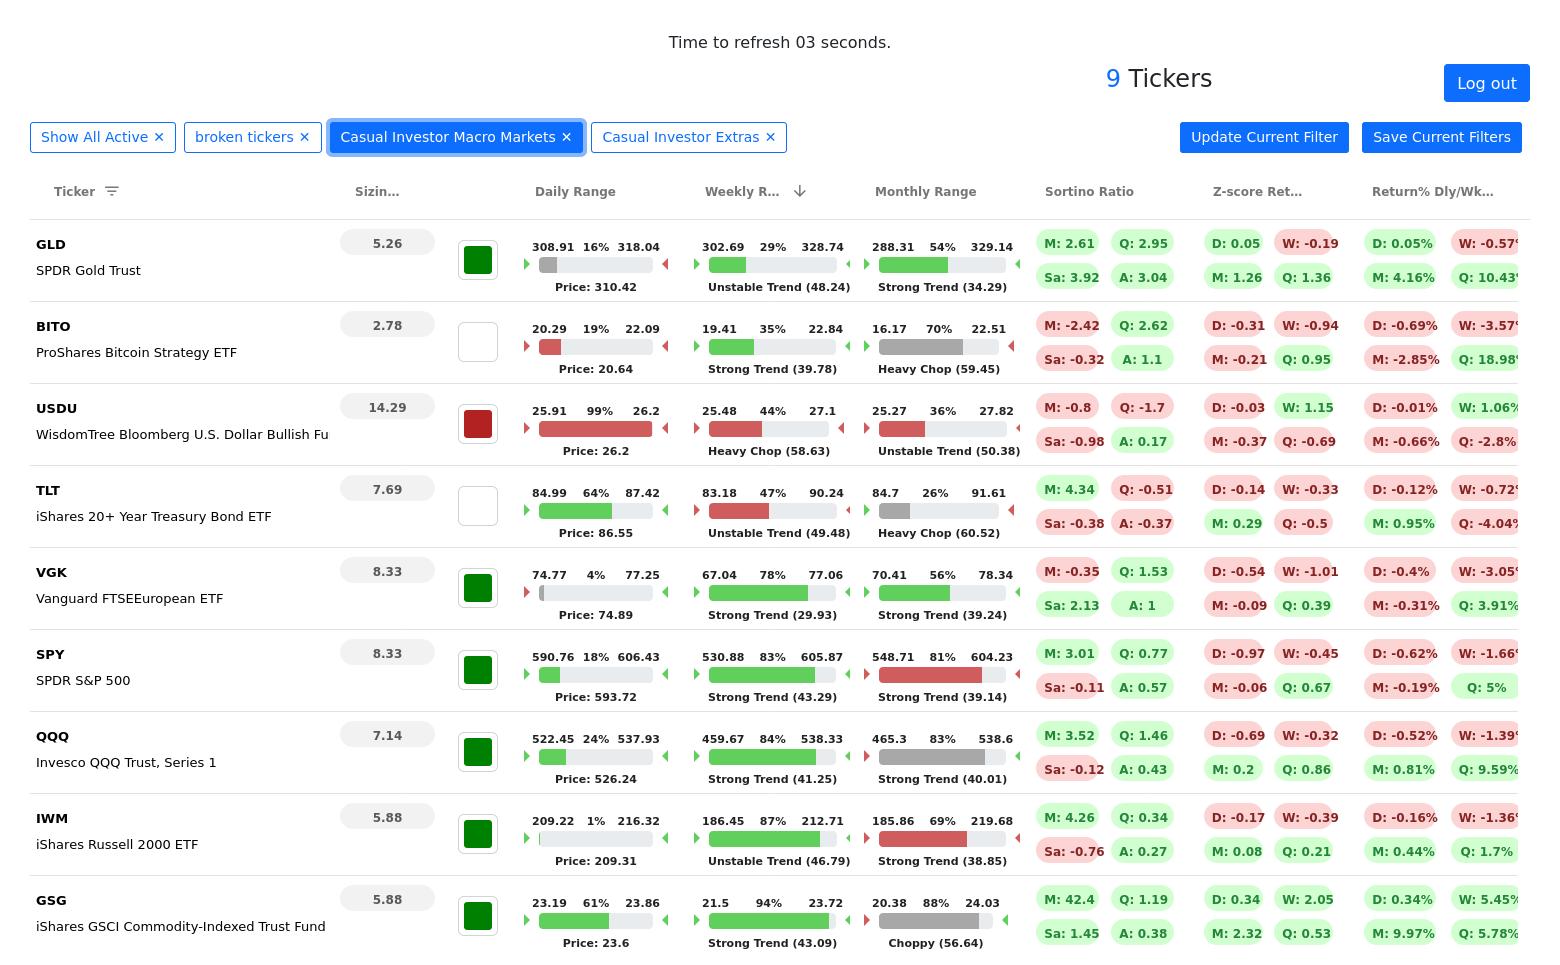 Time to refresh 03 seconds.
9 Tickers
Log out
Show All Active ✕ broken tickers ✕ Casual Investor Macro Markets ✕ Casual Investor Extras ✕ Update Current Filter Save Current Filters
Ticker Sizin... Daily Range Weekly R... Monthly Range Sortino Ratio Z-score Ret... Return% Dly/Wk...
GLD 5.26 308.91 16% 318.04 302.69 29% 328.74 288.31 54% 329.14 M: 2.61 Q: 2.95 D: 0.05 W: -0.19 D: 0.05% W: -0.57%
SPDR Gold Trust Price: 310.42 Unstable Trend (48.24) Strong Trend (34.29) Sa: 3.92 A: 3.04 M: 1.26 Q: 1.36 M: 4.16% Q: 10.43%
BITO 2.78 20.29 19% 22.09 19.41 35% 22.84 16.17 70% 22.51 M: -2.42 Q: 2.62 D: -0.31 W: -0.94 D: -0.69% W: -3.57%
ProShares Bitcoin Strategy ETF Price: 20.64 Strong Trend (39.78) Heavy Chop (59.45) Sa: -0.32 A: 1.1 M: -0.21 Q: 0.95 M: -2.85% Q: 18.98%
USDU 14.29 25.91 99% 26.2 25.48 44% 27.1 25.27 36% 27.82 M: -0.8 Q: -1.7 D: -0.03 W: 1.15 D: -0.01% W: 1.06%
WisdomTree Bloomberg U.S. Dollar Bullish Fu Price: 26.2 Heavy Chop (58.63) Unstable Trend (50.38) Sa: -0.98 A: 0.17 M: -0.37 Q: -0.69 M: -0.66% Q: -2.8%
TLT 7.69 84.99 64% 87.42 83.18 47% 90.24 84.7 26% 91.61 M: 4.34 Q: -0.51 D: -0.14 W: -0.33 D: -0.12% W: -0.72%
iShares 20+ Year Treasury Bond ETF Price: 86.55 Unstable Trend (49.48) Heavy Chop (60.52) Sa: -0.38 A: -0.37 M: 0.29 Q: -0.5 M: 0.95% Q: -4.04%
VGK 8.33 74.77 4% 77.25 67.04 78% 77.06 70.41 56% 78.34 M: -0.35 Q: 1.53 D: -0.54 W: -1.01 D: -0.4% W: -3.05%
Vanguard FTSEEuropean ETF Price: 74.89 Strong Trend (29.93) Strong Trend (39.24) Sa: 2.13 A: 1 M: -0.09 Q: 0.39 M: -0.31% Q: 3.91%
SPY 8.33 590.76 18% 606.43 530.88 83% 605.87 548.71 81% 604.23 M: 3.01 Q: 0.77 D: -0.97 W: -0.45 D: -0.62% W: -1.66%
SPDR S&P 500 Price: 593.72 Strong Trend (43.29) Strong Trend (39.14) Sa: -0.11 A: 0.57 M: -0.06 Q: 0.67 M: -0.19% Q: 5%
QQQ 7.14 522.45 24% 537.93 459.67 84% 538.33 465.3 83% 538.6 M: 3.52 Q: 1.46 D: -0.69 W: -0.32 D: -0.52% W: -1.39%
Invesco QQQ Trust, Series 1 Price: 526.24 Strong Trend (41.25) Strong Trend (40.01) Sa: -0.12 A: 0.43 M: 0.2 Q: 0.86 M: 0.81% Q: 9.59%
IWM 5.88 209.22 1% 216.32 186.45 87% 212.71 185.86 69% 219.68 M: 4.26 Q: 0.34 D: -0.17 W: -0.39 D: -0.16% W: -1.36%
iShares Russell 2000 ETF Price: 209.31 Unstable Trend (46.79) Strong Trend (38.85) Sa: -0.76 A: 0.27 M: 0.08 Q: 0.21 M: 0.44% Q: 1.7%
GSG 5.88 23.19 61% 23.86 21.5 94% 23.72 20.38 88% 24.03 M: 42.4 Q: 1.19 D: 0.34 W: 2.05 D: 0.34% W: 5.45%
iShares GSCI Commodity-Indexed Trust Fund Price: 23.6 Strong Trend (43.09) Choppy (56.64) Sa: 1.45 A: 0.38 M: 2.32 Q: 0.53 M: 9.97% Q: 5.78%